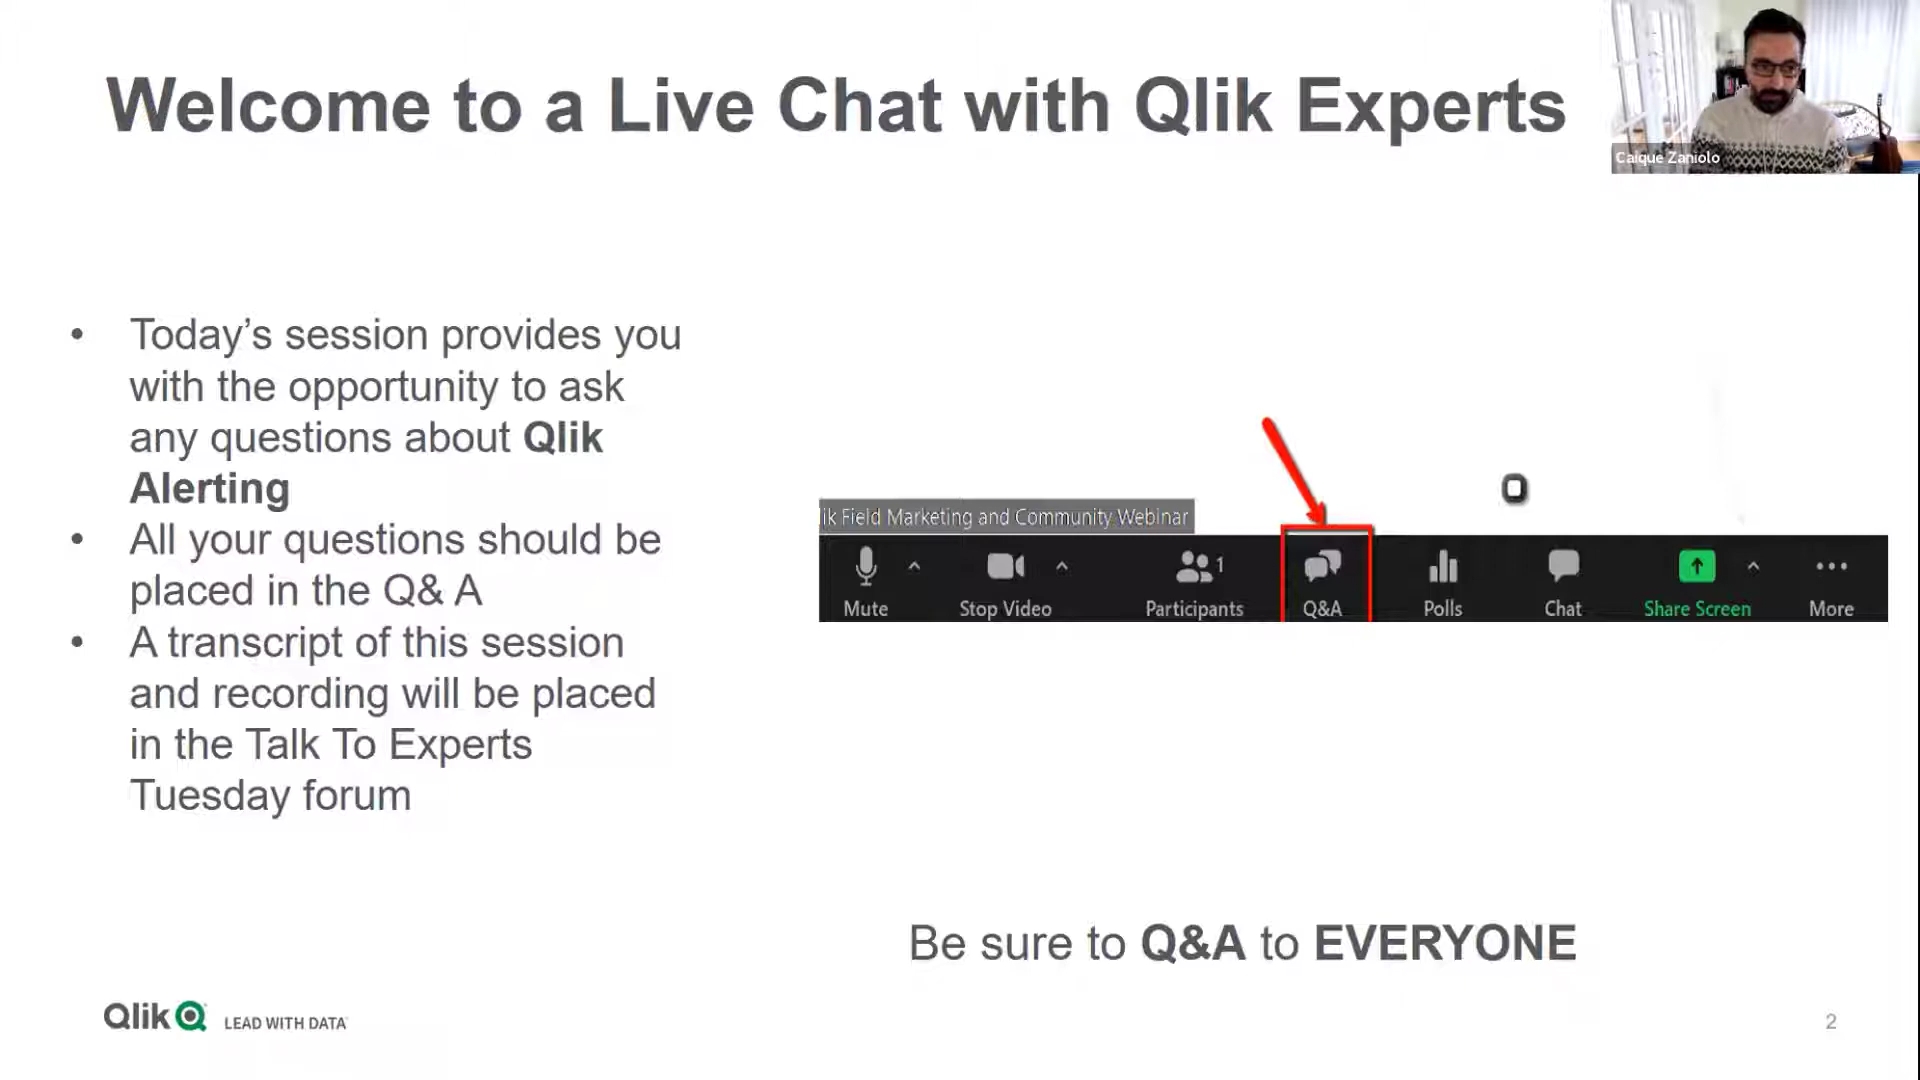 Welcome to a Live Chat with Qlik Experts
Caique Zaniolo
• Today’s session provides you
with the opportunity to ask
any questions about Qlik
Alerting
• All your questions should be
placed in the Q& A
• A transcript of this session
and recording will be placed
in the Talk To Experts
Tuesday forum
lik Field Marketing and Community Webinar
1
Mute Stop Video Participants Q&A Polls Chat Share Screen More
Be sure to Q&A to EVERYONE
Qlik LEAD WITH DATA
2